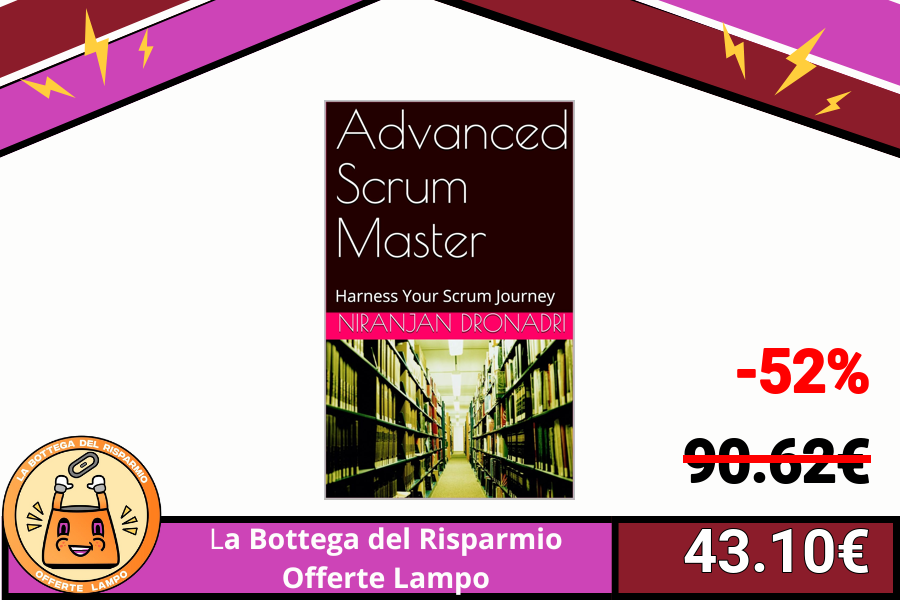 Advanced
Scrum
Master
Harness Your Scrum Journey
NIRANJAN DRONADRI
-52%
90.62€
43.10€
La Bottega del Risparmio
Offerte Lampo
LA BOTTEGA DEL RISPARMIO
OFFERTE LAMPO